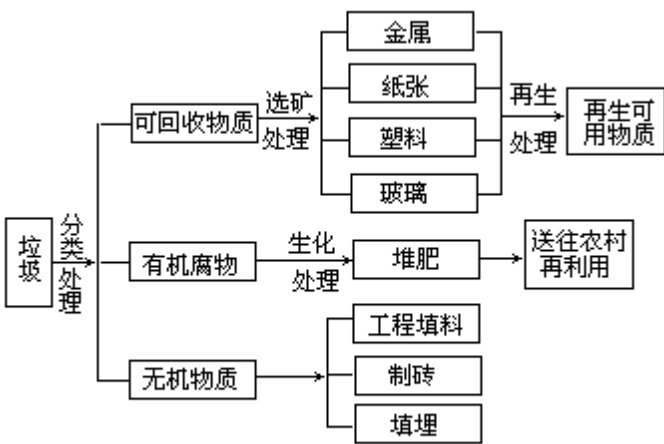 垃
圾
分
类
处
理
可回收物质
选矿
处理
金属
纸张
塑料
玻璃
再生
处理
再生可
用物质
有机腐物
生化
处理
堆肥
送往农村
再利用
无机物质
工程填料
制砖
填埋